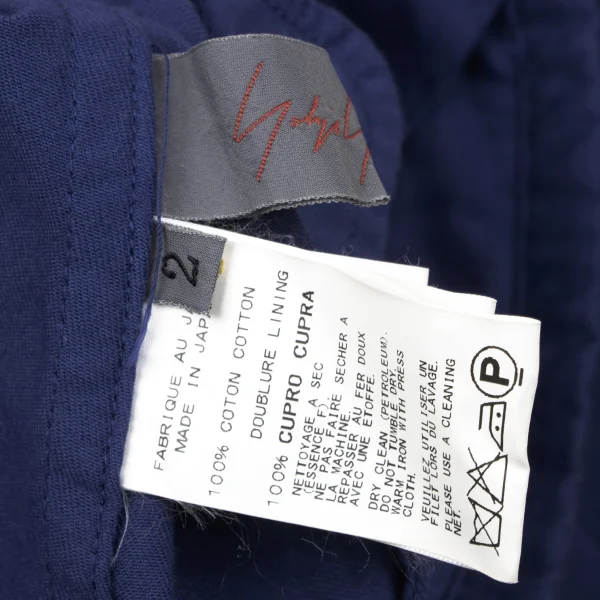 Yohji Y
2
FABRIQUE AU JA
MADE IN JAPA
100% COTON COTTON
DOUBLURE LINING
100% CUPRO CUPRA
NETTOYAGE A SEC
(ESSENCE F).
NE PAS FAIRE SECHER A
LA MACHINE.
REPASSER AU FER DOUX
AVEC UNE ETOFFE.
DRY CLEAN (PETROLEUM).
DO NOT TUMBLE DRY.
WARM IRON WITH PRESS
CLOTH.
VEUILLEZ UTILISER UN
FILET LORS DU LAVAGE.
PLEASE USE A CLEANING
NET.
P